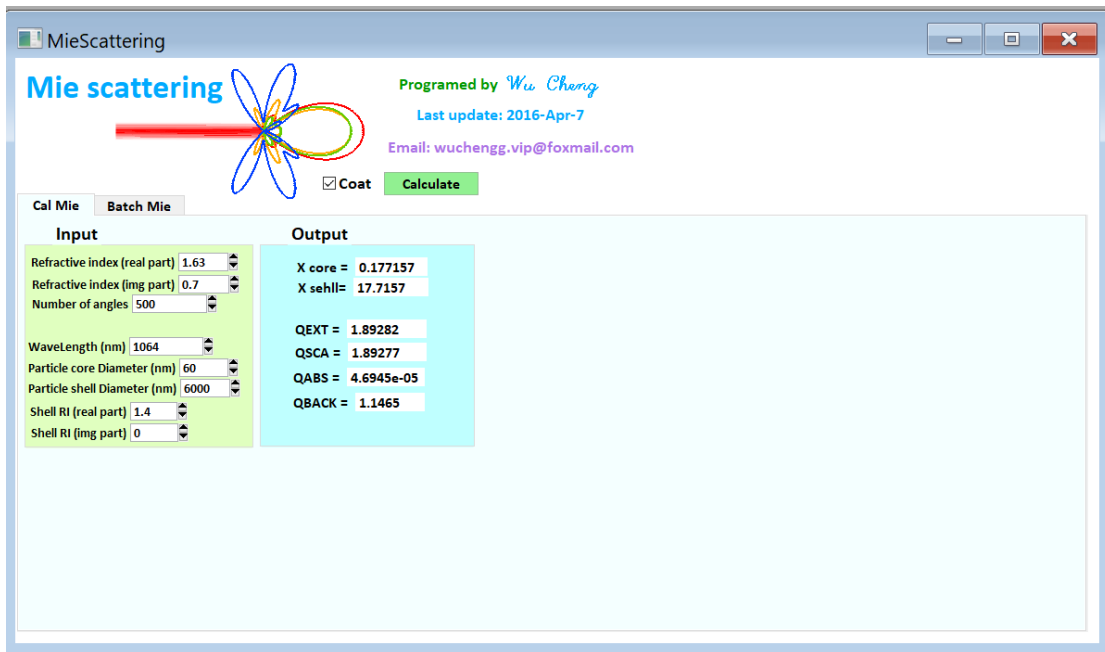 MieScattering
Mie scattering
Programed by Wu Cheng
Last update: 2016-Apr-7
Email: wuchengg.vip@foxmail.com
Coat Calculate
Cal Mie Batch Mie
Input
Refractive index (real part) 1.63
Refractive index (img part) 0.7
Number of angles 500
WaveLength (nm) 1064
Particle core Diameter (nm) 60
Particle shell Diameter (nm) 6000
Shell RI (real part) 1.4
Shell RI (img part) 0
Output
X core = 0.177157
X sehll= 17.7157
QEXT = 1.89282
QSCA = 1.89277
QABS = 4.6945e-05
QBACK = 1.1465